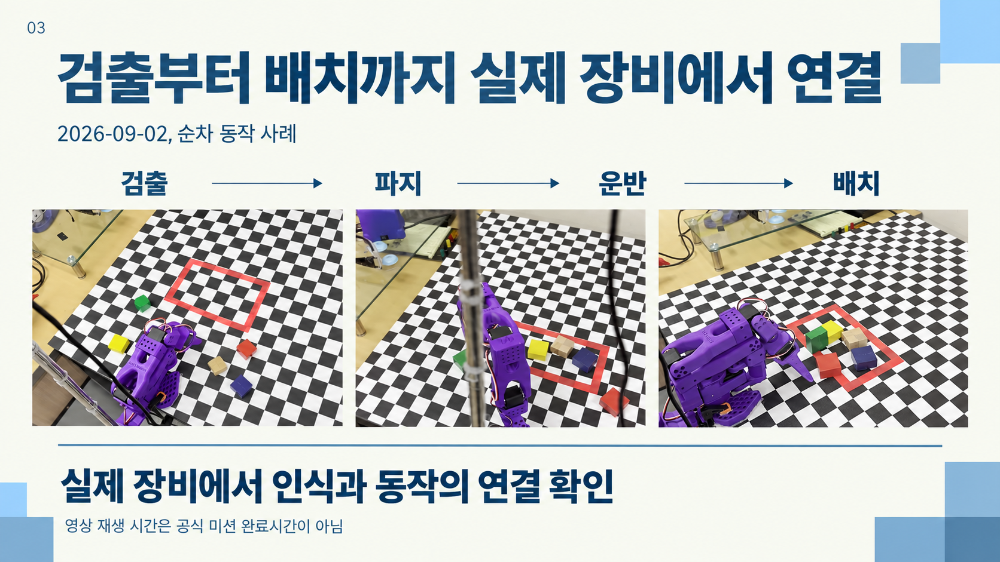 03
검출부터 배치까지 실제 장비에서 연결
2026-09-02, 순차 동작 사례
검출 → 파지 → 운반 → 배치
실제 장비에서 인식과 동작의 연결 확인
영상 재생 시간은 공식 미션 완료시간이 아님